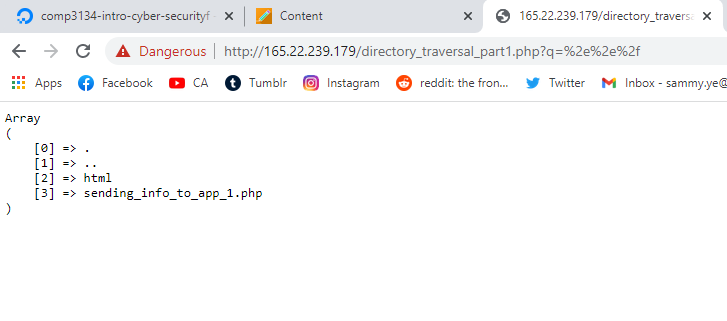 comp3134-intro-cyber-securityf
Content
165.22.239.179/directory_travers
Dangerous | http://165.22.239.179/directory_traversal_part1.php?q=%2e%2e%2f
Apps Facebook CA Tumblr Instagram reddit: the fron... Twitter Inbox - sammy.ye@
Array
(
[0] => .
[1] => ..
[2] => html
[3] => sending_info_to_app_1.php
)